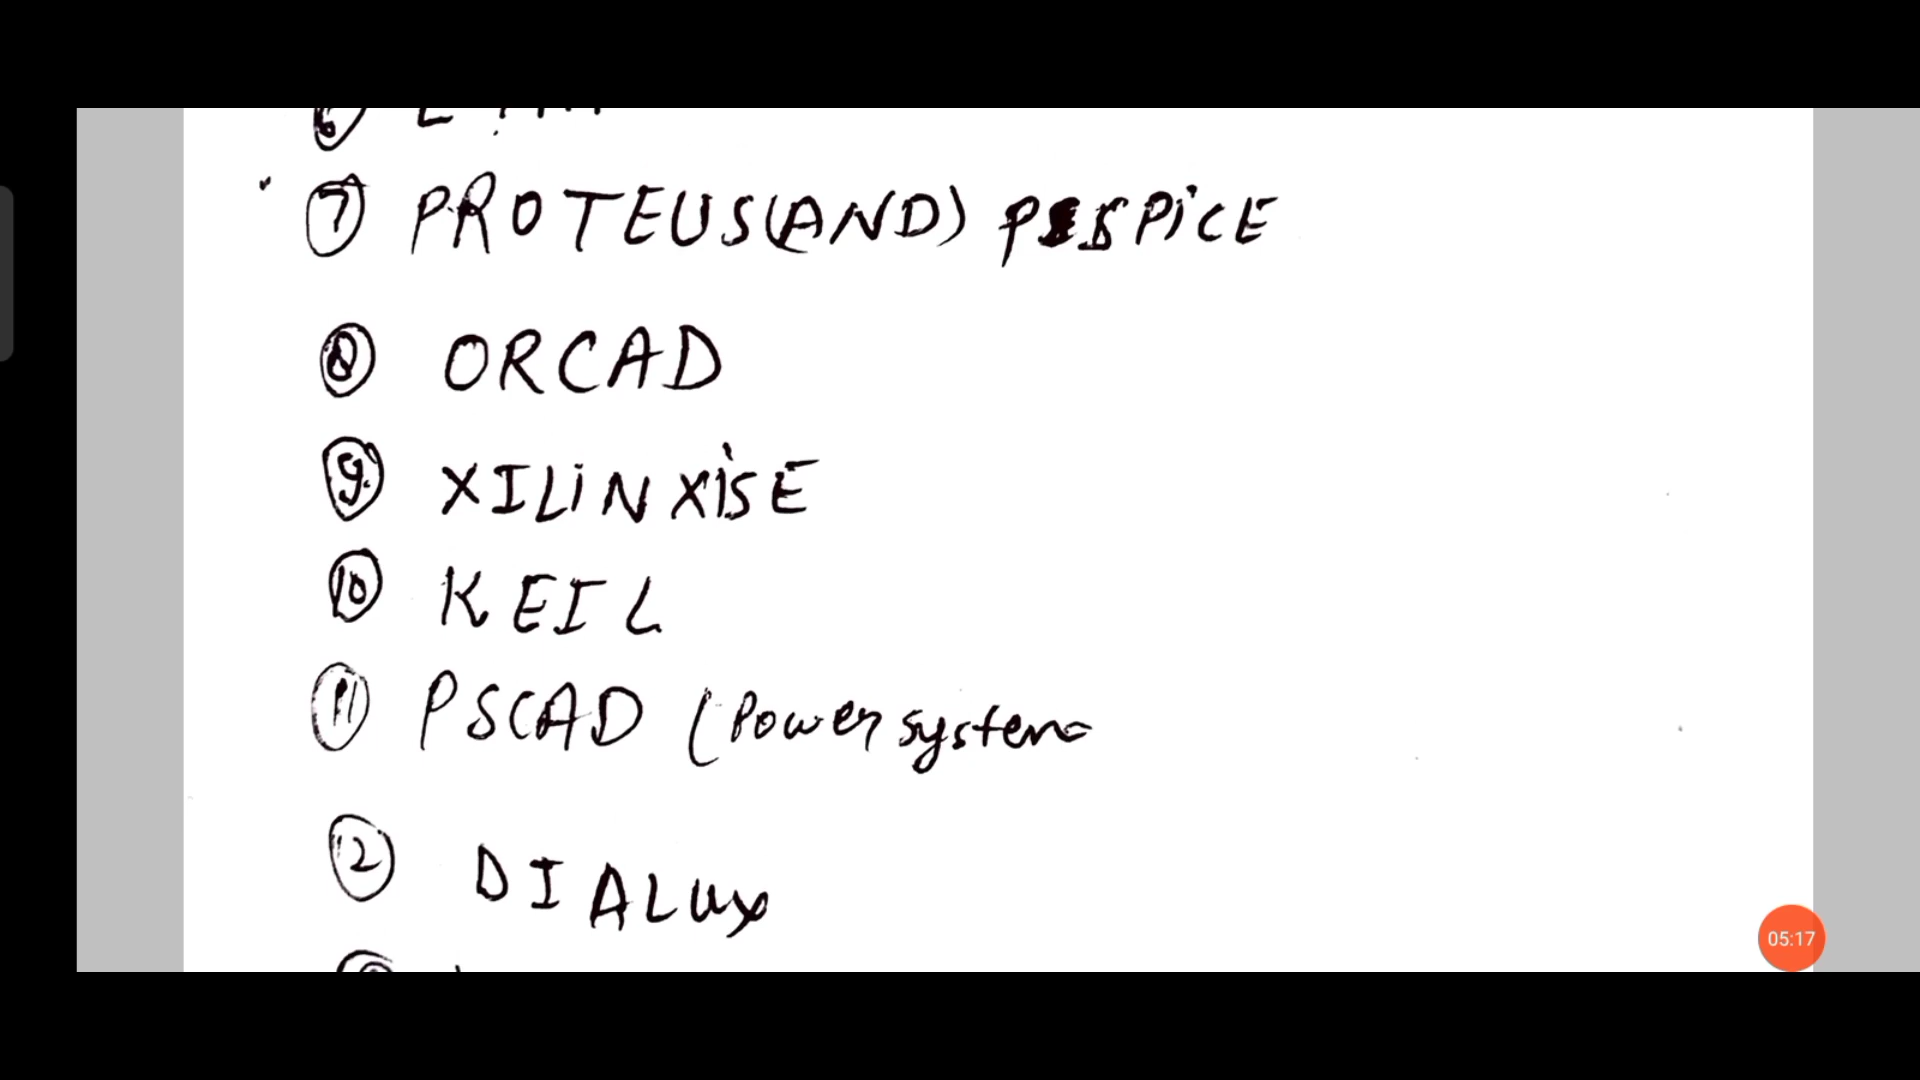 ⑦ PROTEUS(AND) PSPiCE
⑧ ORCAD
⑨ XILiNXiSE
⑩ KEIL
⑪ PSCAD (Power system
⑫ DIALux
05:17